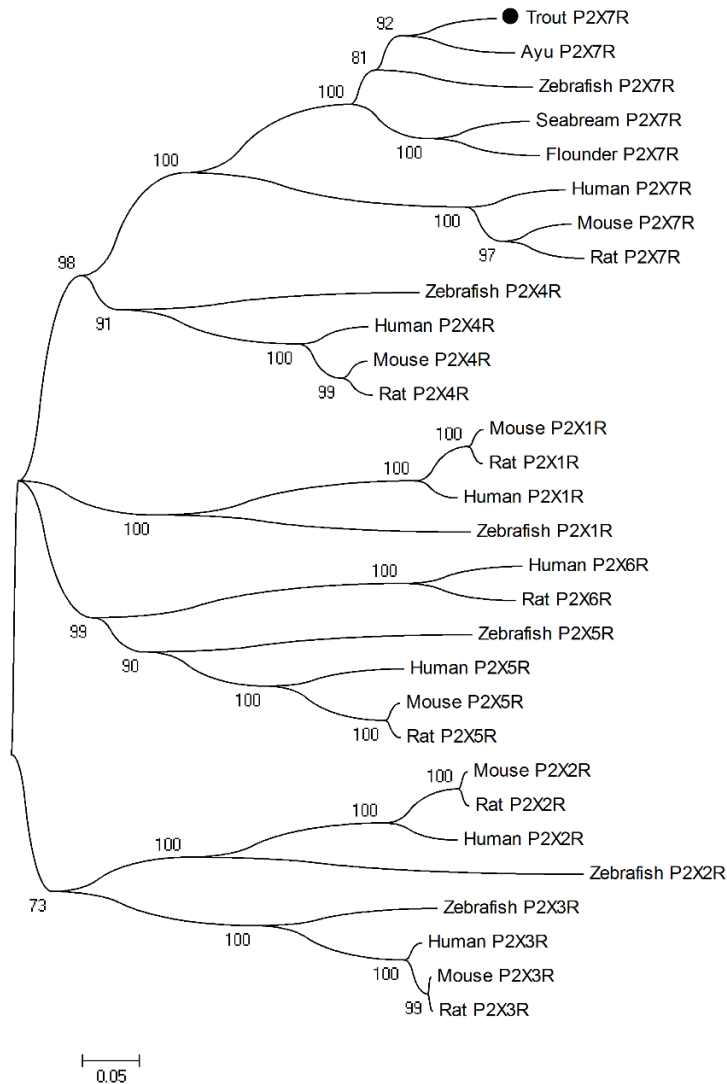 92
Trout P2X7R
Ayu P2X7R
81
Zebrafish P2X7R
100
Seabream P2X7R
100
Flounder P2X7R
100
Human P2X7R
100
Mouse P2X7R
97
Rat P2X7R
98
Zebrafish P2X4R
91
Human P2X4R
100
Mouse P2X4R
99
Rat P2X4R
100
Mouse P2X1R
100
Rat P2X1R
Human P2X1R
100
Zebrafish P2X1R
100
Human P2X6R
Rat P2X6R
99
Zebrafish P2X5R
90
Human P2X5R
100
Mouse P2X5R
100
Rat P2X5R
100
Mouse P2X2R
Rat P2X2R
100
Human P2X2R
100
Zebrafish P2X2R
73
Zebrafish P2X3R
100
Human P2X3R
100
Mouse P2X3R
99
Rat P2X3R
0.05